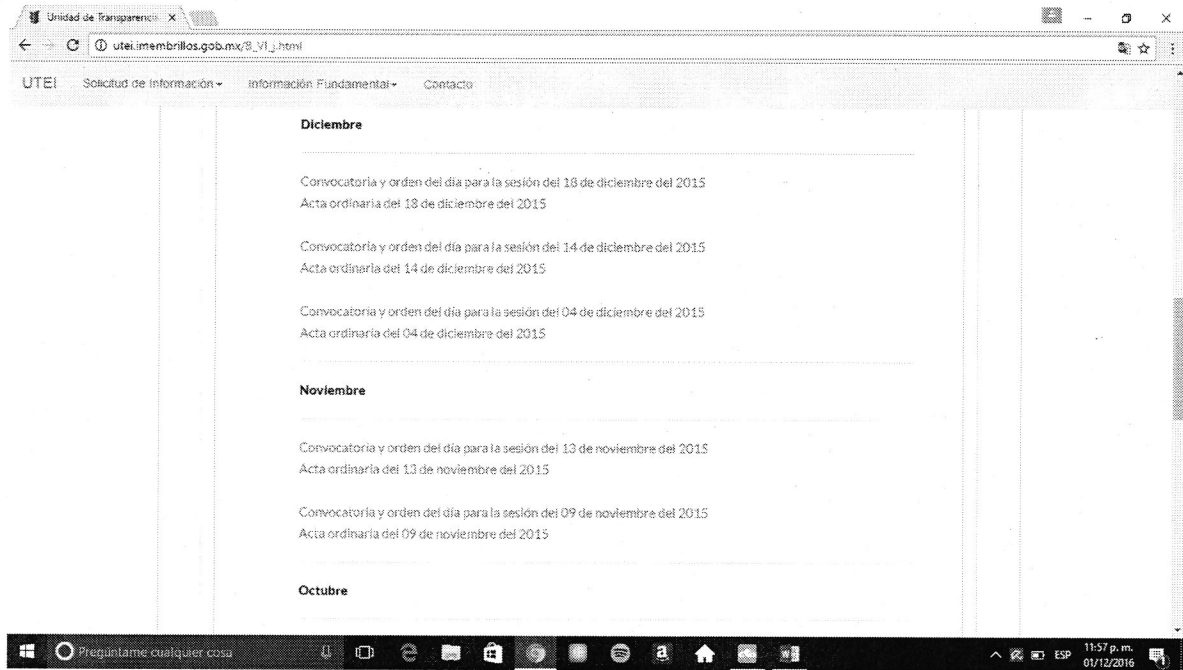 Unidad de Transparencia
utei.imembrillos.gob.mx/8_VI_j.html
UTEI Solicitud de Información Información Fundamental Contacto
Diciembre
Convocatoria y orden del día para la sesión del 18 de diciembre del 2015
Acta ordinaria del 18 de diciembre del 2015
Convocatoria y orden del día para la sesión del 14 de diciembre del 2015
Acta ordinaria del 14 de diciembre del 2015
Convocatoria y orden del día para la sesión del 04 de diciembre del 2015
Acta ordinaria del 04 de diciembre del 2015
Noviembre
Convocatoria y orden del día para la sesión del 13 de noviembre del 2015
Acta ordinaria del 13 de noviembre del 2015
Convocatoria y orden del día para la sesión del 09 de noviembre del 2015
Acta ordinaria del 09 de noviembre del 2015
Octubre
Pregúntame cualquier cosa
ESP
11:57 p. m.
01/12/2016